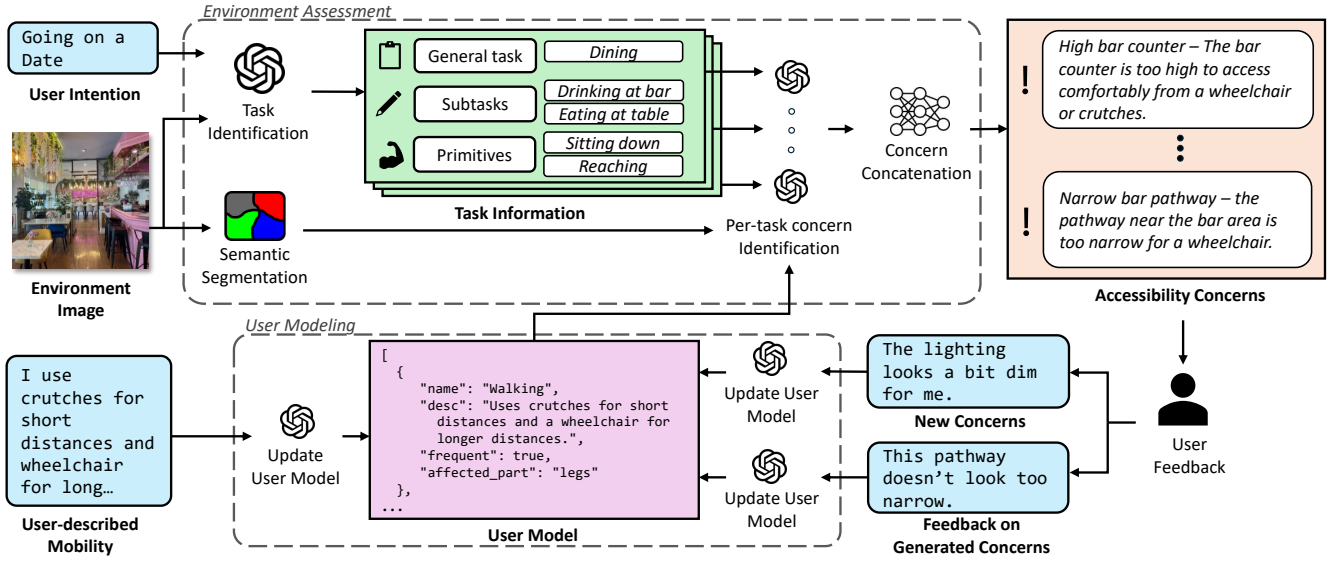 Environment Assessment
Going on a
Date
User Intention
Environment
Image
Task
Identification
Semantic
Segmentation
General task
Dining
Subtasks
Drinking at bar
Eating at table
Primitives
Sitting down
Reaching
Task Information
Per-task concern
Identification
Concern
Concatenation
! High bar counter – The bar
counter is too high to access
comfortably from a wheelchair
or crutches.
! Narrow bar pathway – the
pathway near the bar area is
too narrow for a wheelchair.
Accessibility Concerns
User Modeling
I use
crutches for
short
distances and
wheelchair
for long…
User-described
Mobility
Update
User Model
[
{
"name": "Walking",
"desc": "Uses crutches for short
distances and a wheelchair for
longer distances.",
"frequent": true,
"affected_part": "legs"
},
...
User Model
Update User
Model
Update User
Model
The lighting
looks a bit dim
for me.
New Concerns
This pathway
doesn’t look too
narrow.
Feedback on
Generated Concerns
User
Feedback